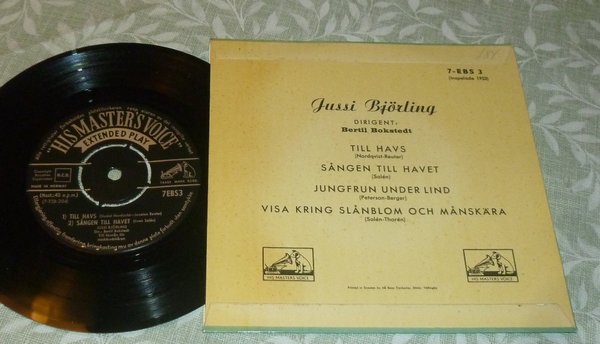 "HIS MASTER'S VOICE"
EXTENDED PLAY
N.C.B.
MADE IN NORWAY
7EBS3
1) TILL HAVS
2) SÅNGEN TILL HAVET
JUSSI BJÖRLING
7-EBS 3
(Inspelade 1953)
Jussi Björling
DIRIGENT:
Bertil Bokstedt
TILL HAVS
(Nordqvist-Reuter)
SÅNGEN TILL HAVET
(Salén)
JUNGFRUN UNDER LIND
(Peterson-Berger)
VISA KRING SLÅNBLOM OCH MÅNSKÄRA
(Salén-Thorén)
HIS MASTER'S VOICE
HIS MASTER'S VOICE